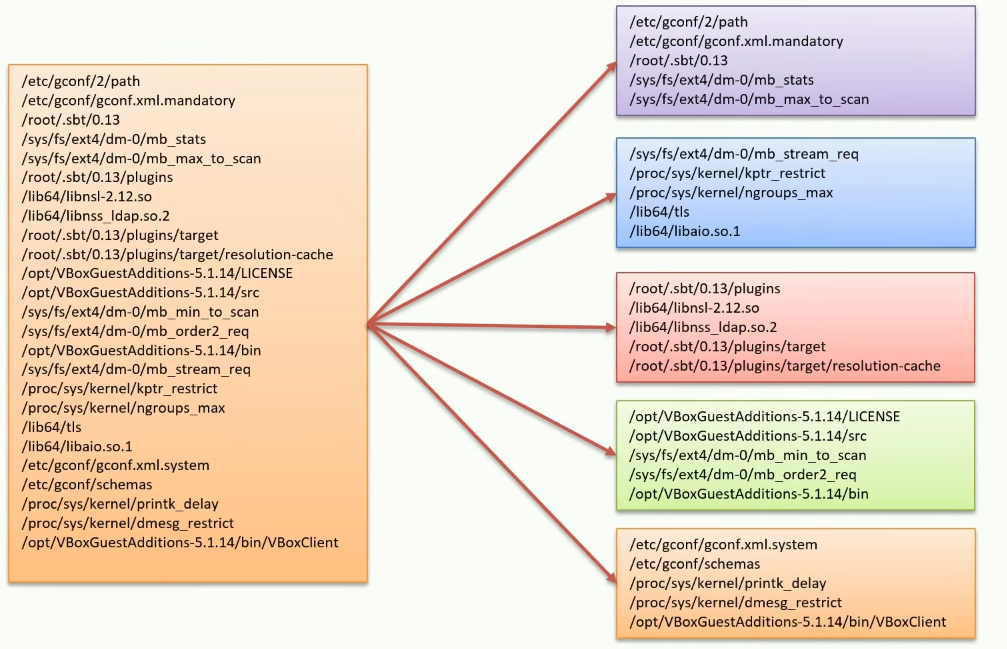 /etc/gconf/2/path
/etc/gconf/gconf.xml.mandatory
/root/.sbt/0.13
/sys/fs/ext4/dm-0/mb_stats
/sys/fs/ext4/dm-0/mb_max_to_scan
/root/.sbt/0.13/plugins
/lib64/libnsl-2.12.so
/lib64/libnss_ldap.so.2
/root/.sbt/0.13/plugins/target
/root/.sbt/0.13/plugins/target/resolution-cache
/opt/VBoxGuestAdditions-5.1.14/LICENSE
/opt/VBoxGuestAdditions-5.1.14/src
/sys/fs/ext4/dm-0/mb_min_to_scan
/sys/fs/ext4/dm-0/mb_order2_req
/opt/VBoxGuestAdditions-5.1.14/bin
/sys/fs/ext4/dm-0/mb_stream_req
/proc/sys/kernel/kptr_restrict
/proc/sys/kernel/ngroups_max
/lib64/tls
/lib64/libaio.so.1
/etc/gconf/gconf.xml.system
/etc/gconf/schemas
/proc/sys/kernel/printk_delay
/proc/sys/kernel/dmesg_restrict
/opt/VBoxGuestAdditions-5.1.14/bin/VBoxClient
/etc/gconf/2/path
/etc/gconf/gconf.xml.mandatory
/root/.sbt/0.13
/sys/fs/ext4/dm-0/mb_stats
/sys/fs/ext4/dm-0/mb_max_to_scan
/sys/fs/ext4/dm-0/mb_stream_req
/proc/sys/kernel/kptr_restrict
/proc/sys/kernel/ngroups_max
/lib64/tls
/lib64/libaio.so.1
/root/.sbt/0.13/plugins
/lib64/libnsl-2.12.so
/lib64/libnss_ldap.so.2
/root/.sbt/0.13/plugins/target
/root/.sbt/0.13/plugins/target/resolution-cache
/opt/VBoxGuestAdditions-5.1.14/LICENSE
/opt/VBoxGuestAdditions-5.1.14/src
/sys/fs/ext4/dm-0/mb_min_to_scan
/sys/fs/ext4/dm-0/mb_order2_req
/opt/VBoxGuestAdditions-5.1.14/bin
/etc/gconf/gconf.xml.system
/etc/gconf/schemas
/proc/sys/kernel/printk_delay
/proc/sys/kernel/dmesg_restrict
/opt/VBoxGuestAdditions-5.1.14/bin/VBoxClient